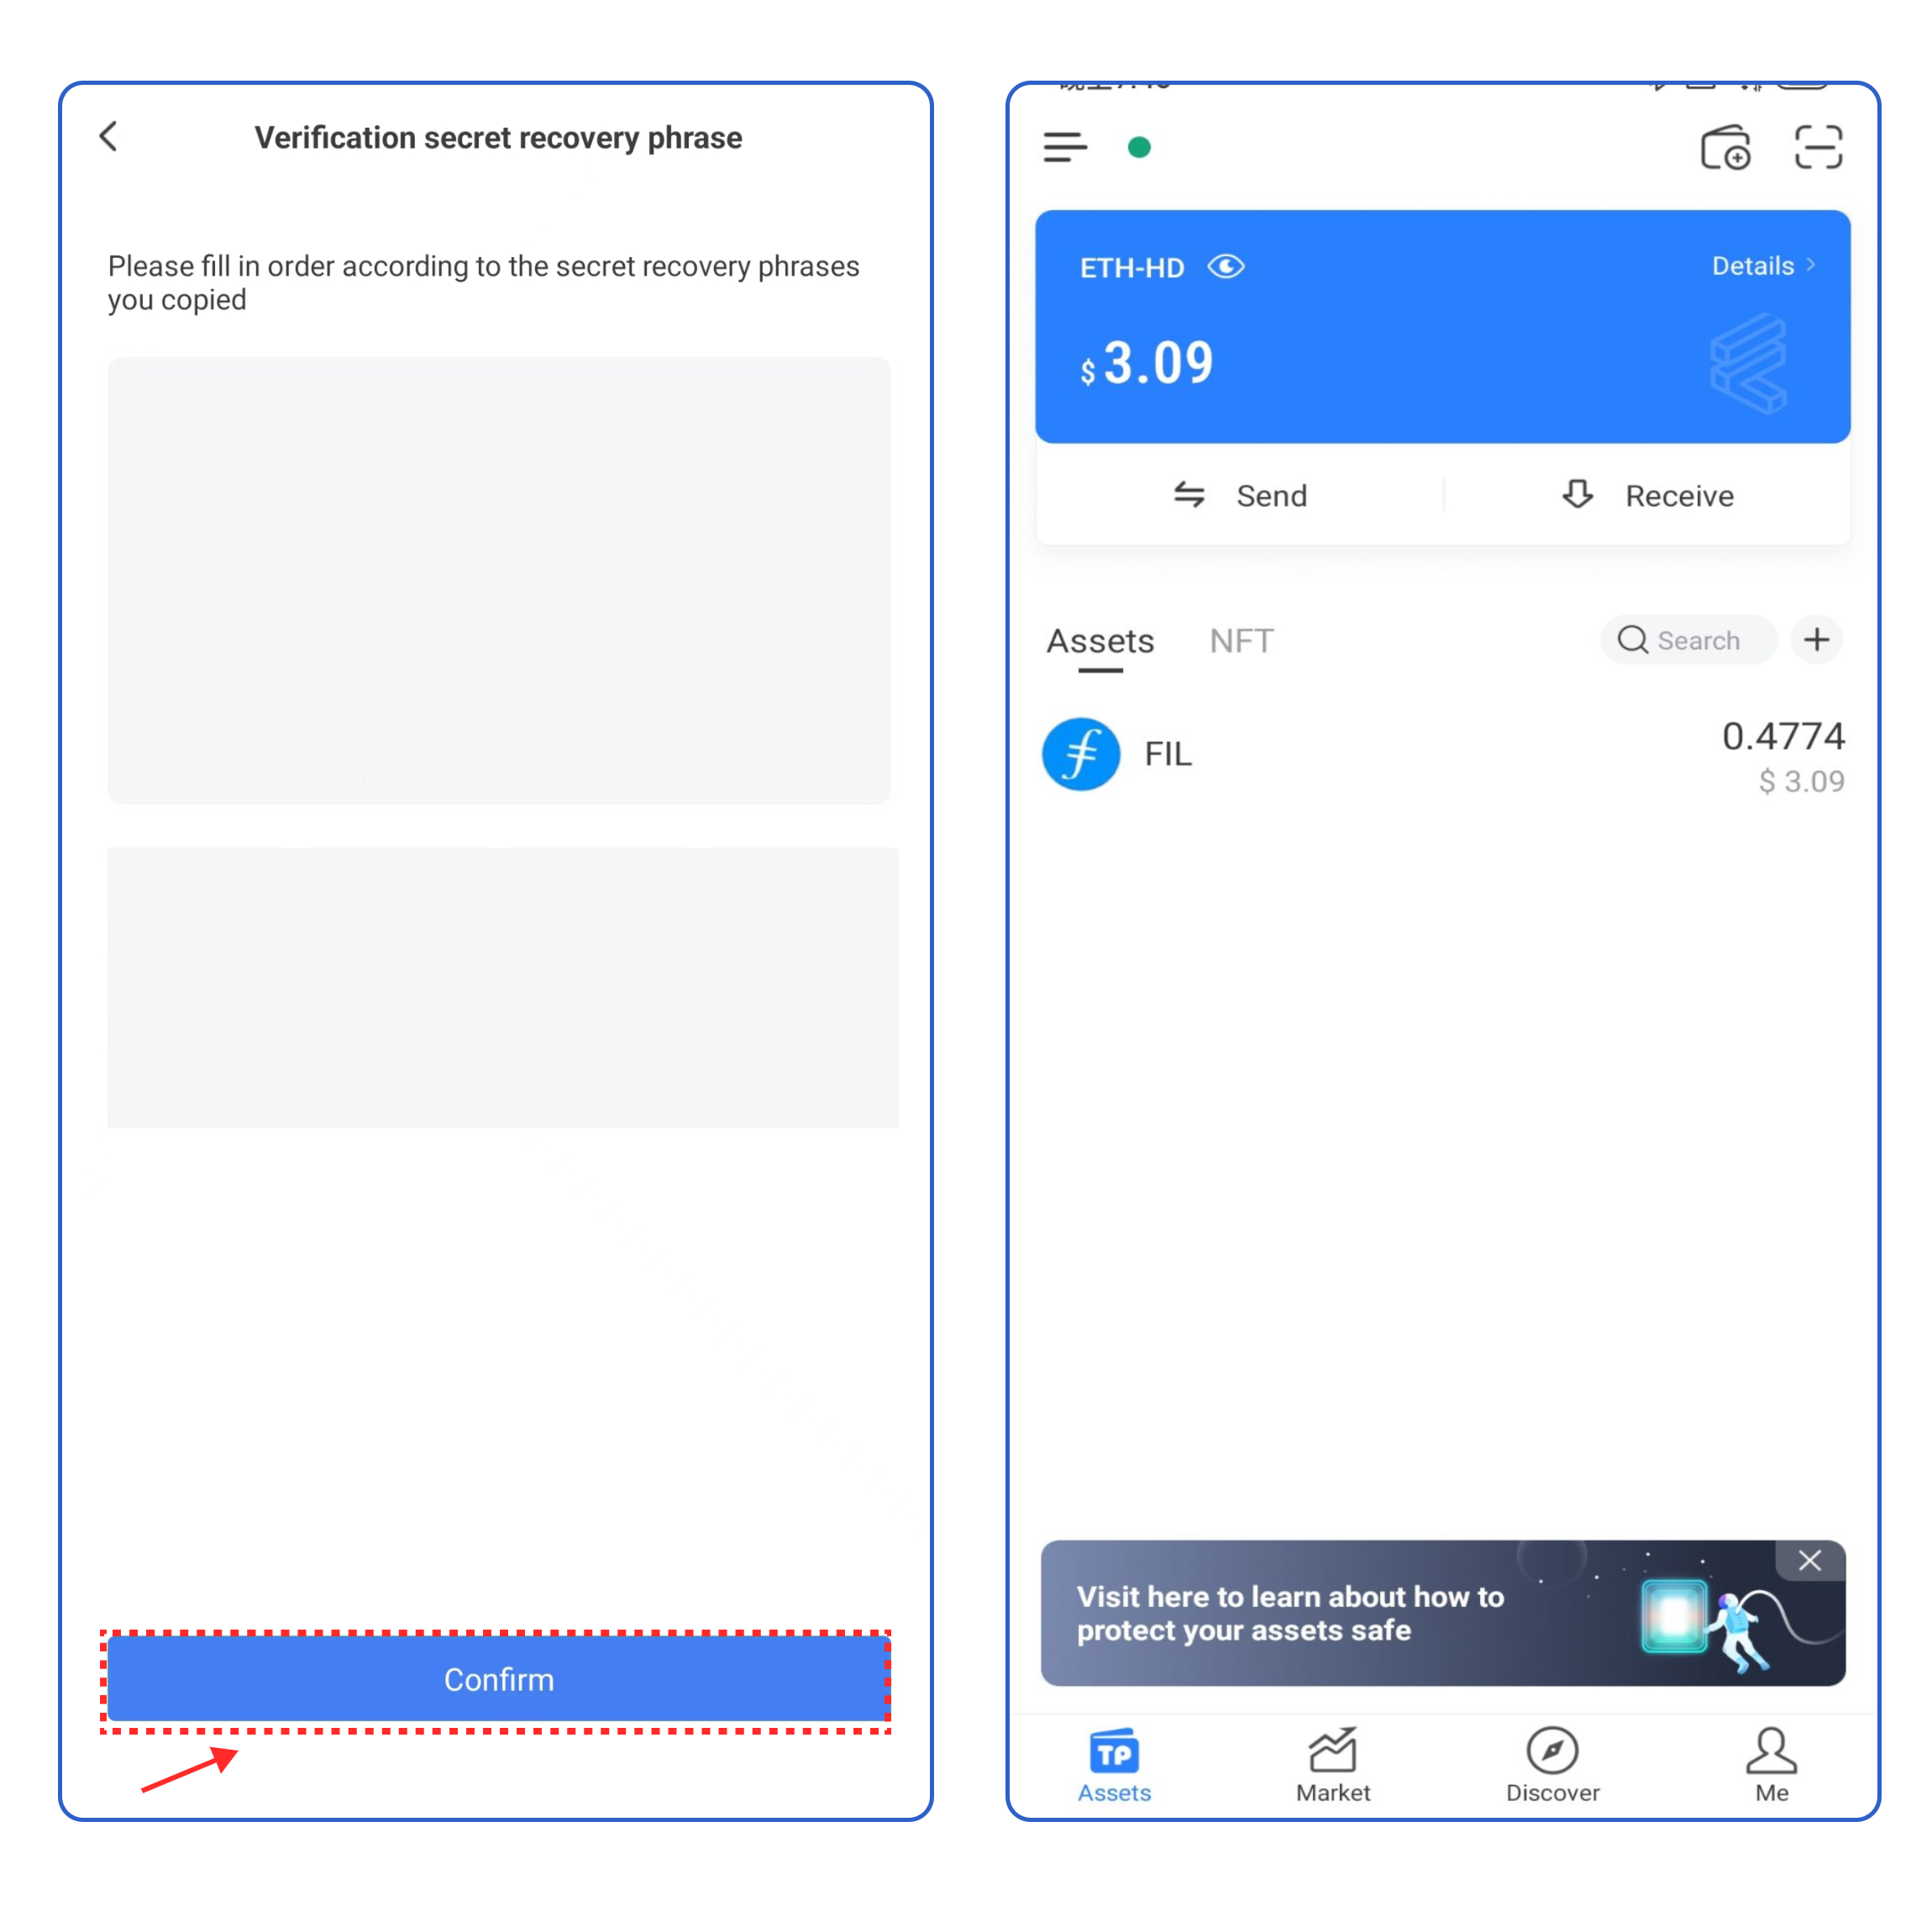 Verification secret recovery phrase
Please fill in order according to the secret recovery phrases
you copied
Confirm
ETH-HD
Details
$ 3.09
Send
Receive
Assets
NFT
Search
FIL
0.4774
$ 3.09
Visit here to learn about how to
protect your assets safe
TP
Assets
Market
Discover
Me